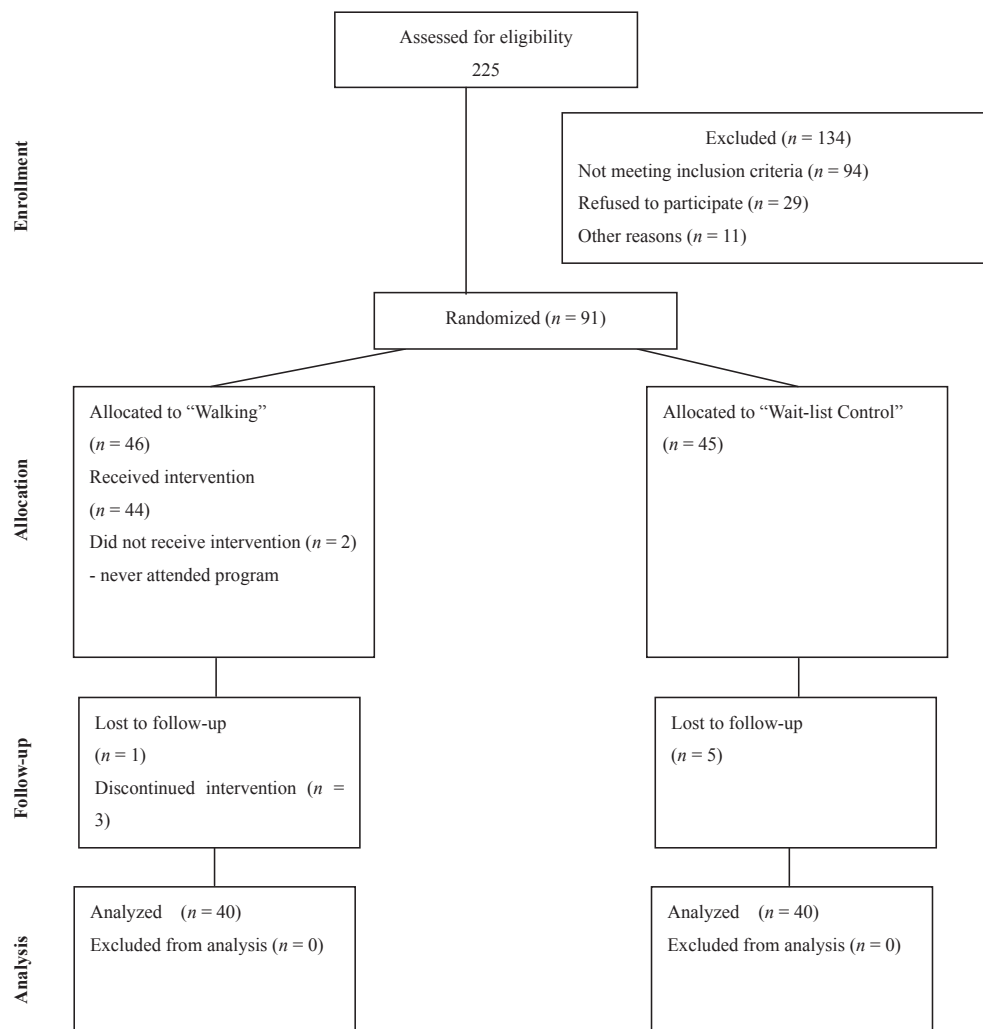 Assessed for eligibility
225
Enrollment
Excluded (n = 134)
Not meeting inclusion criteria (n = 94)
Refused to participate (n = 29)
Other reasons (n = 11)
Randomized (n = 91)
Allocation
Allocated to “Walking”
(n = 46)
Received intervention
(n = 44)
Did not receive intervention (n = 2)
- never attended program
Allocated to “Wait-list Control”
(n = 45)
Follow-up
Lost to follow-up
(n = 1)
Discontinued intervention (n =
3)
Lost to follow-up
(n = 5)
Analysis
Analyzed (n = 40)
Excluded from analysis (n = 0)
Analyzed (n = 40)
Excluded from analysis (n = 0)